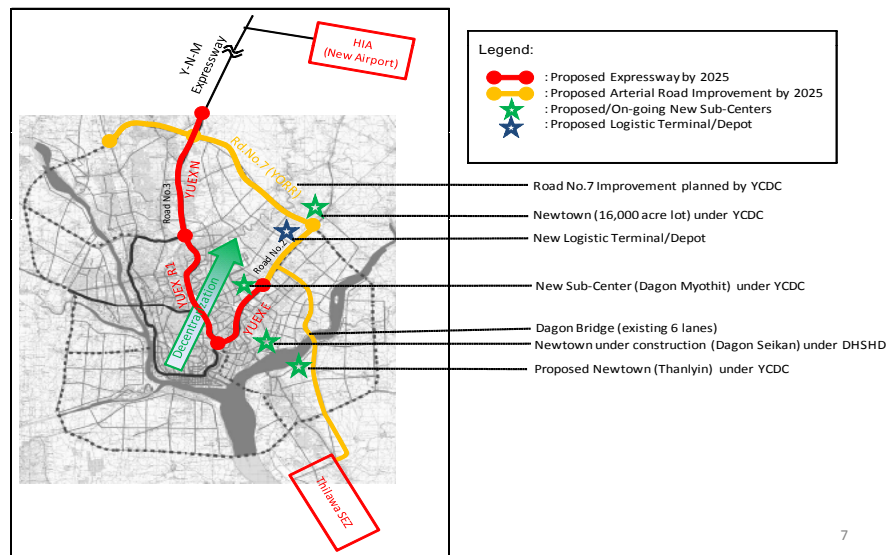 HIA
(New Airport)
Y-N-M
Expressway
Legend:
: Proposed Expressway by 2025
: Proposed Arterial Road Improvement by 2025
: Proposed/On-going New Sub-Centers
: Proposed Logistic Terminal/Depot
Rd.No.7 (YORR)
YUEX N
Road No.3
Road No.7 Improvement planned by YCDC
Newtown (16,000 acre lot) under YCDC
New Logistic Terminal/Depot
Road No.2
Decentralization
YUEX R1
YUEX E
New Sub-Center (Dagon Myothit) under YCDC
Dagon Bridge (existing 6 lanes)
Newtown under construction (Dagon Seikan) under DHSHD
Proposed Newtown (Thanlyin) under YCDC
Thilawa SEZ
7